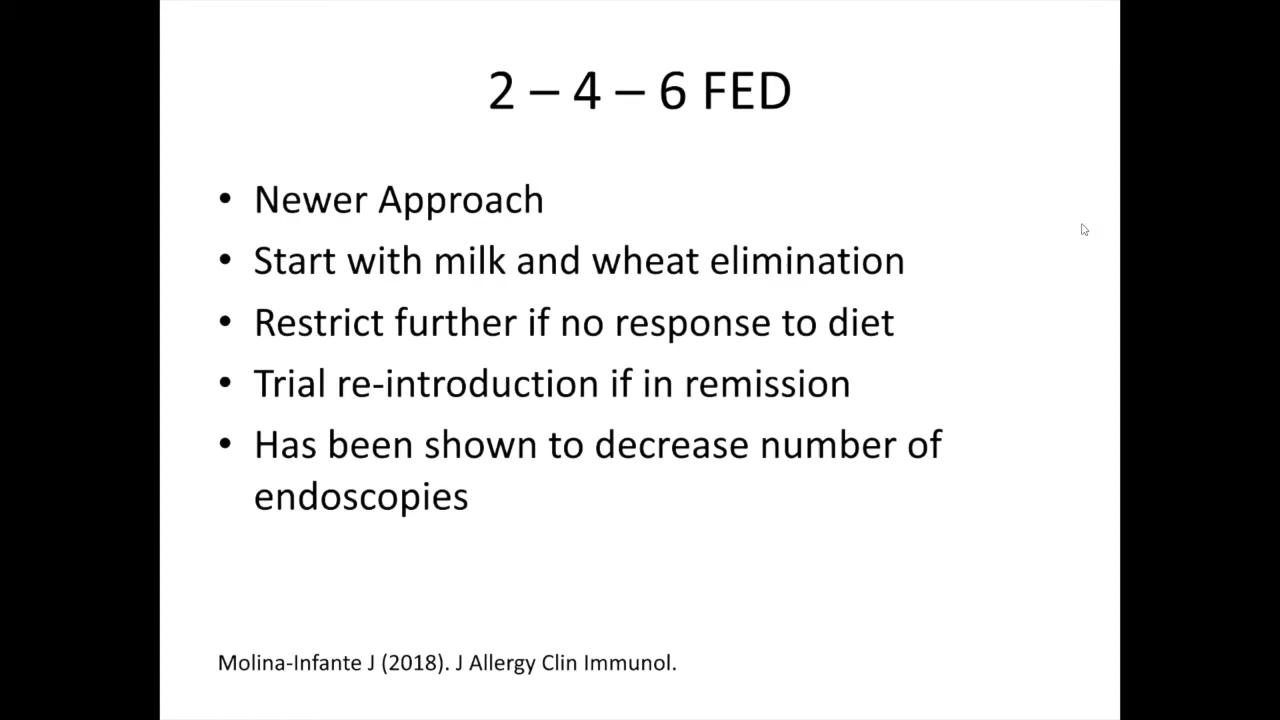 2 – 4 – 6 FED
• Newer Approach
• Start with milk and wheat elimination
• Restrict further if no response to diet
• Trial re-introduction if in remission
• Has been shown to decrease number of
endoscopies
Molina-Infante J (2018). J Allergy Clin Immunol.